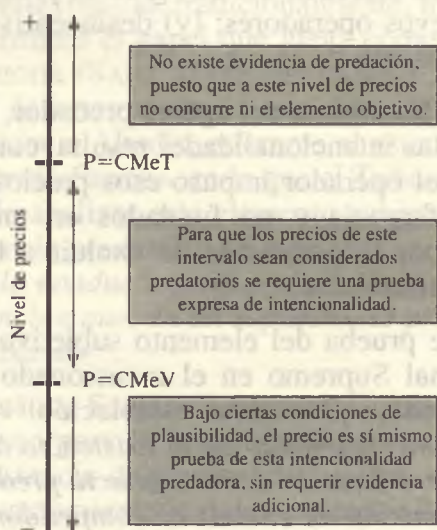 +
No existe evidencia de predación,
puesto que a este nivel de precios
no concurre ni el elemento objetivo.
P=CMeT
Nivel de precios
Para que los precios de este
intervalo sean considerados
predatorios se requiere una prueba
expresa de intencionalidad.
P=CMeV
Bajo ciertas condiciones de
plausibilidad, el precio es sí mismo
prueba de esta intencionalidad
predadora, sin requerir evidencia
adicional.
−